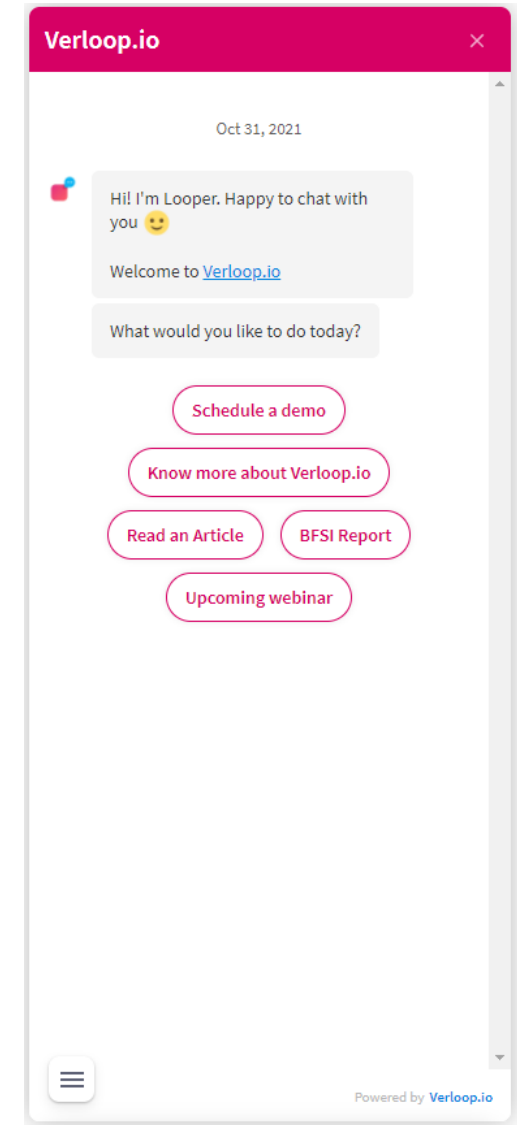 Verloop.io
Oct 31, 2021
Hi! I'm Looper. Happy to chat with
you 🙂
Welcome to Verloop.io
What would you like to do today?
Schedule a demo
Know more about Verloop.io
Read an Article BFSI Report
Upcoming webinar
Powered by Verloop.io